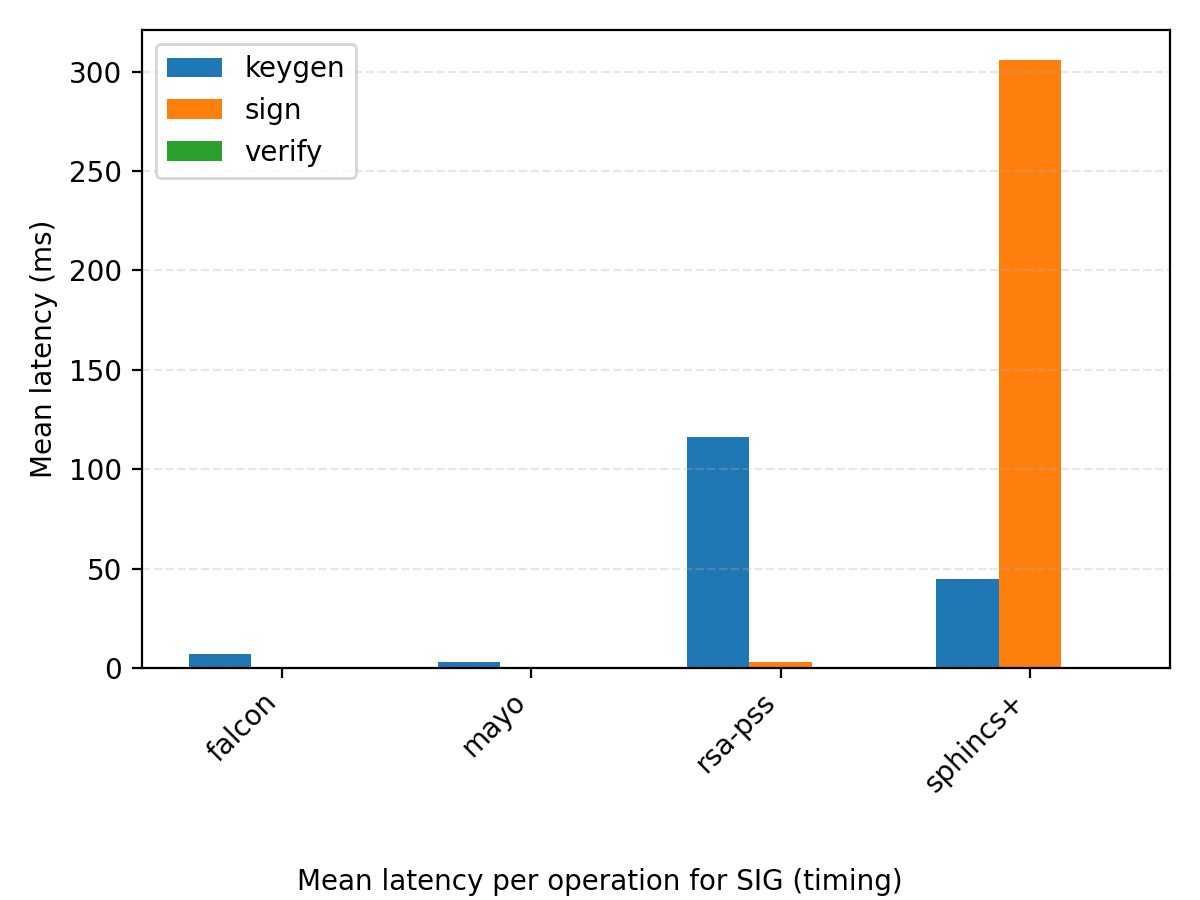 keygen
sign
verify
Mean latency (ms)
300
250
200
150
100
50
0
falcon
mayo
rsa-pss
sphincs+
Mean latency per operation for SIG (timing)